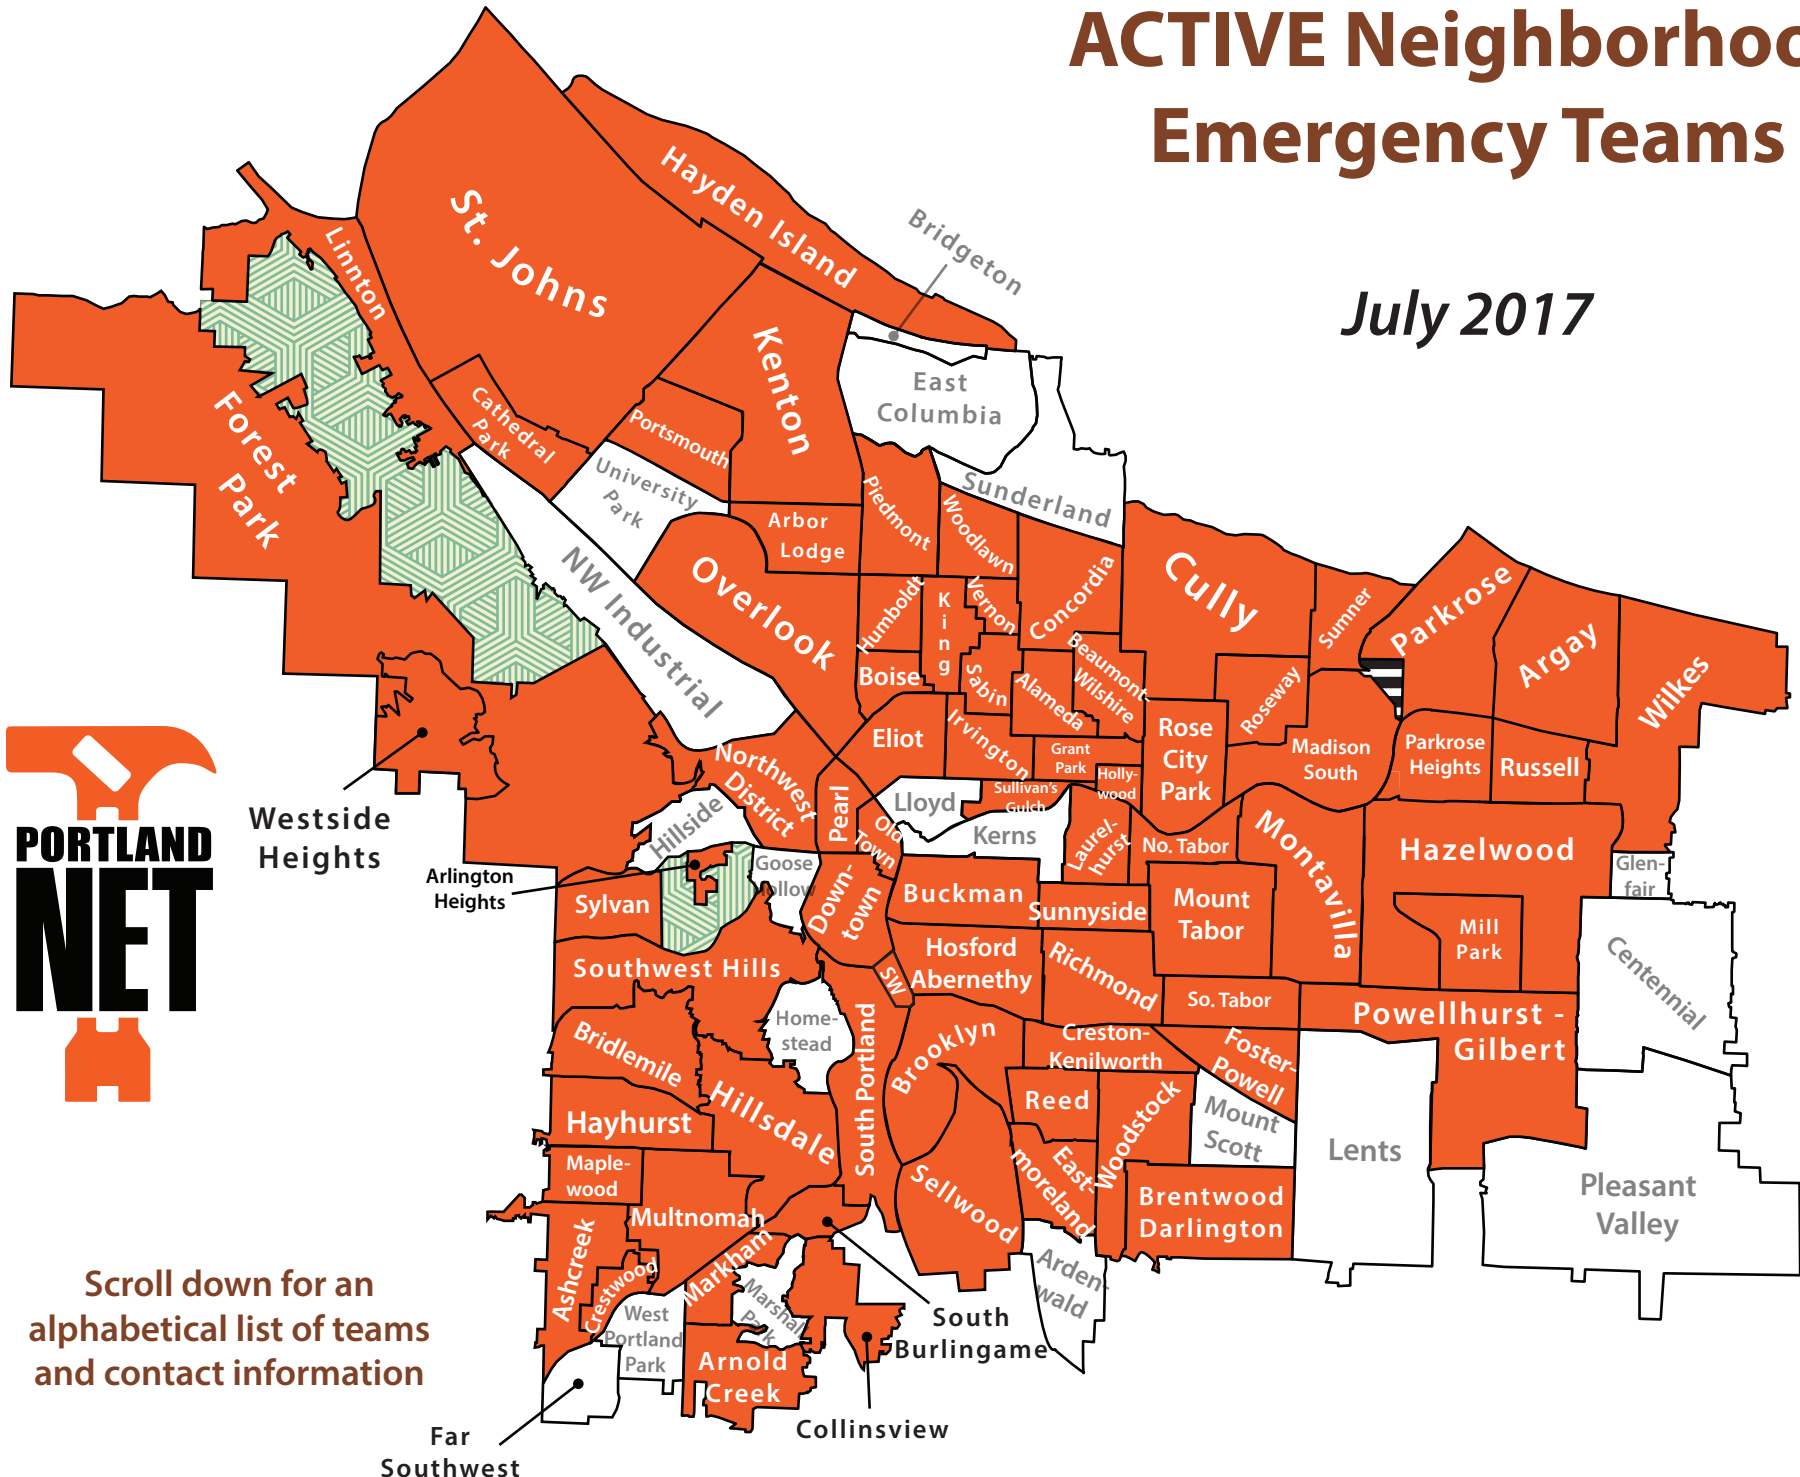 ACTIVE Neighborhoo
Emergency Teams
July 2017
Hayden Island
Bridgeton
St. Johns
Linnton
Kenton
East
Columbia
Forest
Park
Cathedral
Park
Portsmouth
University
Park
Sunderland
Piedmont
Woodlawn
Arbor
Lodge
NW Industrial
Overlook
Humboldt
King
Vernon
Concordia
Cully
Sumner
Parkrose
Argay
Wilkes
Boise
Sabin
Alameda
Beaumont-
Wilshire
Roseway
Rose
City
Park
Madison
South
Parkrose
Heights
Russell
Eliot
Irvington
Grant
Park
Holly-
wood
Sullivan's
Gulch
Northwest
District
Pearl
Lloyd
Old
Town
Kerns
Laurel-
hurst
No. Tabor
Montavilla
Hazelwood
Glen-
fair
Westside
Heights
Hillside
Arlington
Heights
Goose
Hollow
Down-
town
Buckman
Sunnyside
Mount
Tabor
Mill
Park
Centennial
Sylvan
Southwest Hills
SW
Hosford
Abernethy
Richmond
So. Tabor
Powellhurst -
Gilbert
Home-
stead
Bridlemile
South Portland
Brooklyn
Creston-
Kenilworth
Foster-
Powell
Hayhurst
Hillsdale
Reed
Woodstock
Mount
Scott
Lents
Pleasant
Valley
Maple-
wood
Multnomah
Sellwood
East-
moreland
Brentwood
Darlington
Ashcreek
Crestwood
Markham
Marshall
Park
West
Portland
Park
Arnold
Creek
Arden-
wald
South
Burlingame
Collinsview
Far
Southwest
PORTLAND
NET
Scroll down for an
alphabetical list of teams
and contact information